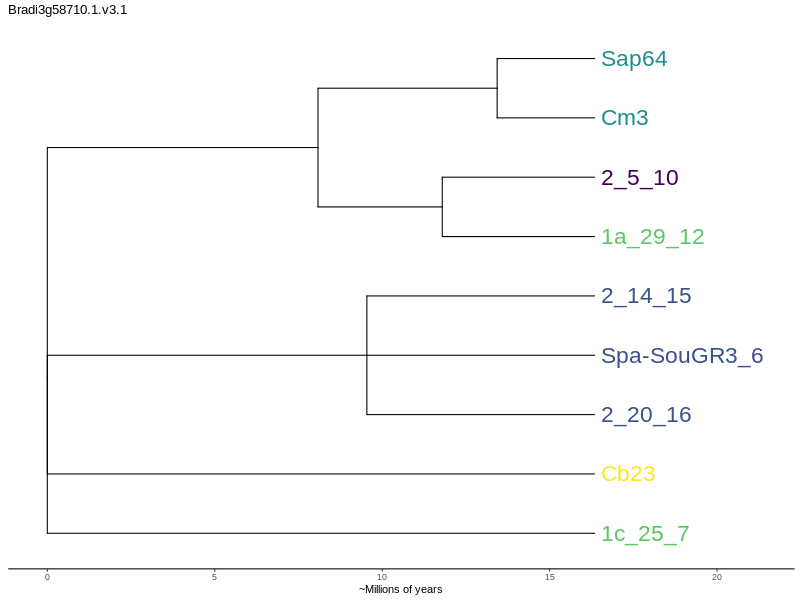 Bradi3g58710.1.v3.1
Sap64
Cm3
2_5_10
1a_29_12
2_14_15
Spa-SouGR3_6
2_20_16
Cb23
1c_25_7
0 5 10 15 20
~Millions of years